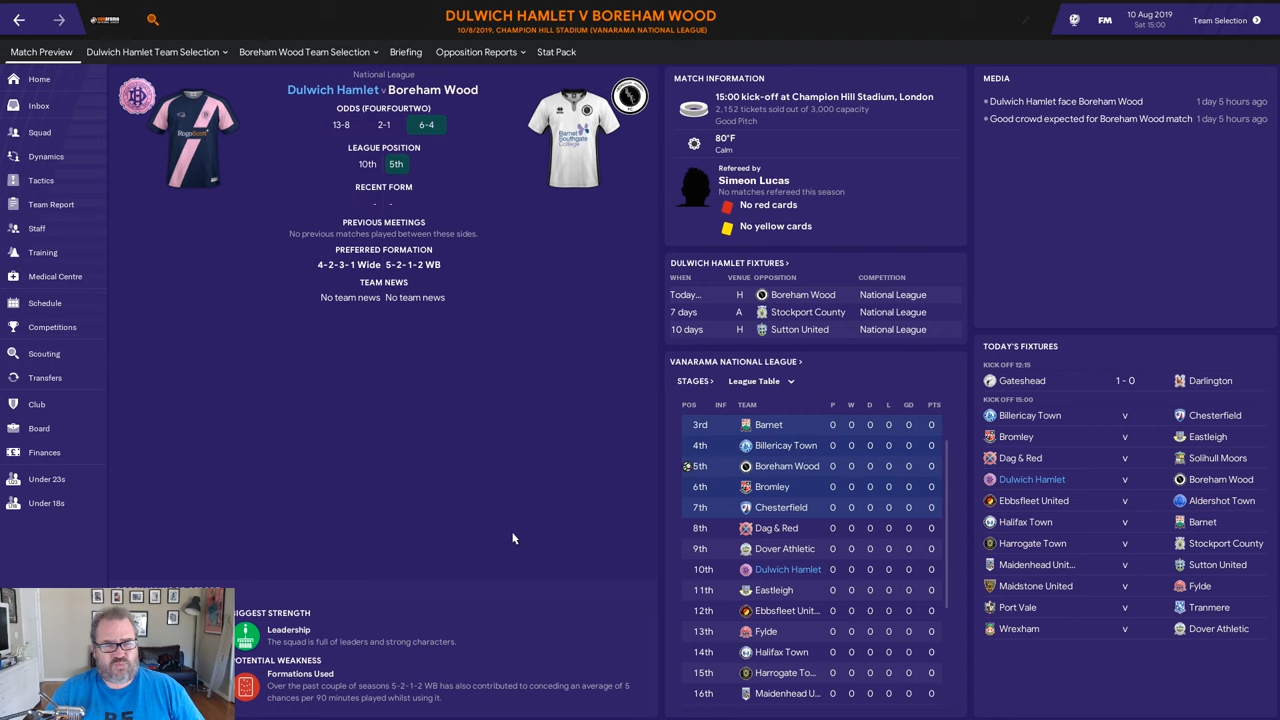 DULWICH HAMLET V BOREHAM WOOD
10/8/2019, CHAMPION HILL STADIUM (VANARAMA NATIONAL LEAGUE)
FM
10 Aug 2019
Sat 15:00
Team Selection
Match Preview
Dulwich Hamlet Team Selection
Boreham Wood Team Selection
Briefing
Opposition Reports
Stat Pack
Home
Inbox
Squad
Dynamics
Tactics
Team Report
Staff
Training
Medical Centre
Schedule
Competitions
Scouting
Transfers
Club
Board
Finances
Under 23s
Under 18s
National League
Dulwich Hamlet v Boreham Wood
ODDS (FOURFOURTWO)
13-8 2-1 6-4
LEAGUE POSITION
10th 5th
RECENT FORM
- -
PREVIOUS MEETINGS
No previous matches played between these sides.
PREFERRED FORMATION
4-2-3-1 Wide 5-2-1-2 WB
TEAM NEWS
No team news No team news
Barnet
Southgate
College
BIGGEST STRENGTH
Leadership
The squad is full of leaders and strong characters.
POTENTIAL WEAKNESS
Formations Used
Over the past couple of seasons 5-2-1-2 WB has also contributed to conceding an average of 5
chances per 90 minutes played whilst using it.
MATCH INFORMATION
15:00 kick-off at Champion Hill Stadium, London
2,152 tickets sold out of 3,000 capacity
Good Pitch
80°F
Calm
Refereed by
Simeon Lucas
No matches refereed this season
No red cards
No yellow cards
DULWICH HAMLET FIXTURES >
WHEN VENUE OPPOSITION COMPETITION
Today... H Boreham Wood National League
7 days A Stockport County National League
10 days H Sutton United National League
VANARAMA NATIONAL LEAGUE >
STAGES > League Table
POS INF TEAM P W D L GD PTS
3rd Barnet 0 0 0 0 0 0
4th Billericay Town 0 0 0 0 0 0
5th Boreham Wood 0 0 0 0 0 0
6th Bromley 0 0 0 0 0 0
7th Chesterfield 0 0 0 0 0 0
8th Dag & Red 0 0 0 0 0 0
9th Dover Athletic 0 0 0 0 0 0
10th Dulwich Hamlet 0 0 0 0 0 0
11th Eastleigh 0 0 0 0 0 0
12th Ebbsfleet Unit... 0 0 0 0 0 0
13th Fylde 0 0 0 0 0 0
14th Halifax Town 0 0 0 0 0 0
15th Harrogate To... 0 0 0 0 0 0
16th Maidenhead U... 0 0 0 0 0 0
MEDIA
Dulwich Hamlet face Boreham Wood 1 day 5 hours ago
Good crowd expected for Boreham Wood match 1 day 5 hours ago
TODAY'S FIXTURES
KICK OFF 12:15
Gateshead 1 - 0 Darlington
KICK OFF 15:00
Billericay Town v Chesterfield
Bromley v Eastleigh
Dag & Red v Solihull Moors
Dulwich Hamlet v Boreham Wood
Ebbsfleet United v Aldershot Town
Halifax Town v Barnet
Harrogate Town v Stockport County
Maidenhead Unit... v Sutton United
Maidstone United v Fylde
Port Vale v Tranmere
Wrexham v Dover Athletic